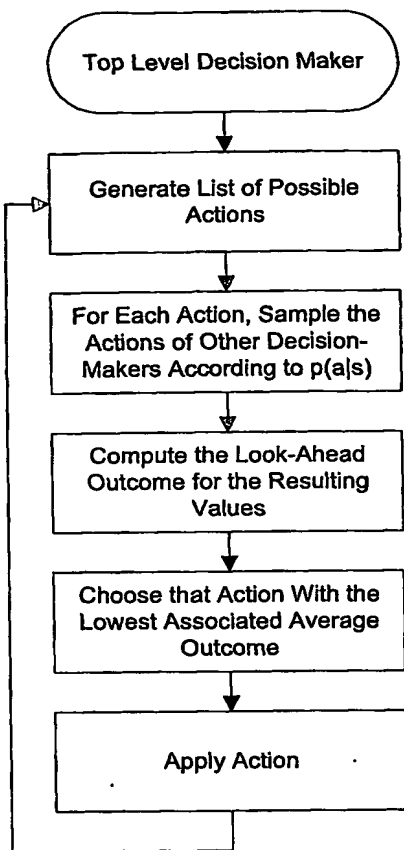 Top Level Decision Maker
Generate List of Possible
Actions
For Each Action, Sample the
Actions of Other Decision-
Makers According to p(a|s)
Compute the Look-Ahead
Outcome for the Resulting
Values
Choose that Action With the
Lowest Associated Average
Outcome
Apply Action